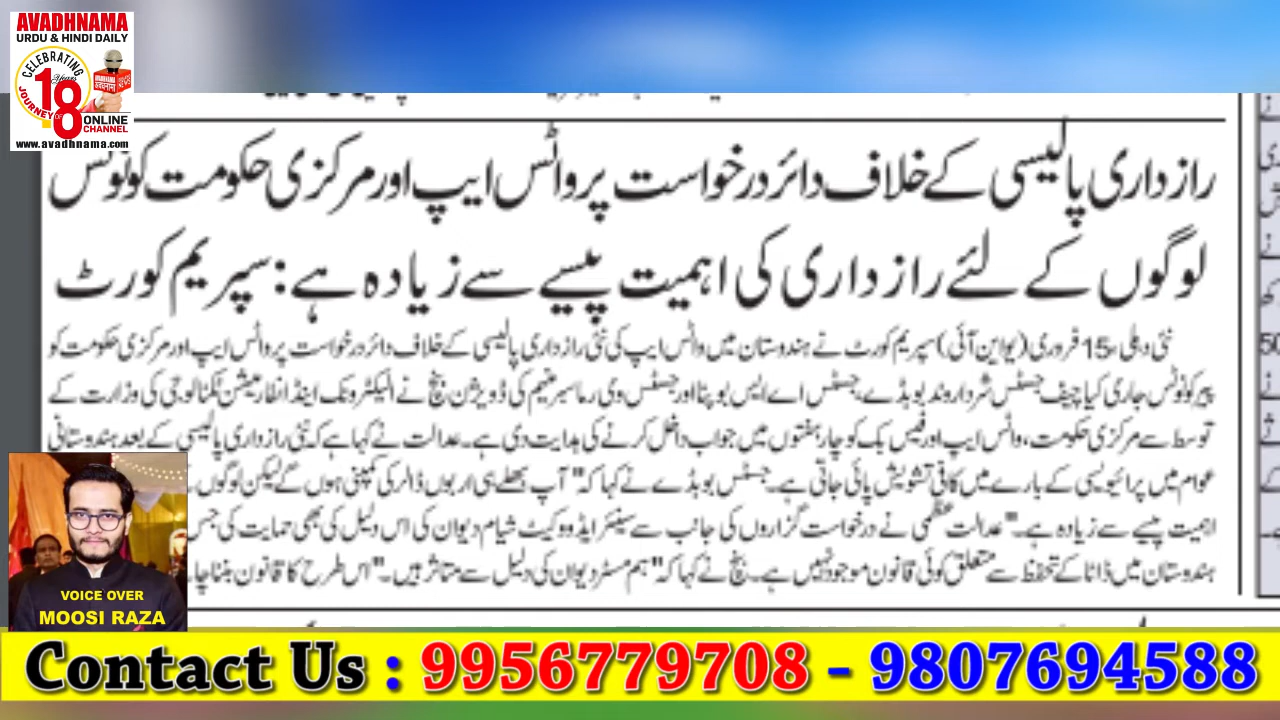 AVADHNAMA
URDU & HINDI DAILY
CELEBRATING
18 Years
JOURNEY OF
ONLINE
CHANNEL
www.avadhnama.com
رازداری پالیسی کے خلاف دائر درخواست پر واٹس ایپ اور مرکزی حکومت کو نوٹس
لوگوں کے لئے رازداری کی اہمیت پیسے سے زیادہ ہے: سپریم کورٹ
نئی دہلی، 15 فروری (یو این آئی) سپریم کورٹ نے ہندوستان میں واٹس ایپ کی نئی رازداری پالیسی کے خلاف دائر درخواست پر واٹس ایپ اور مرکزی حکومت کو
پیر کو نوٹس جاری کیا چیف جسٹس شرد اروند بوبڈے، جسٹس اے ایس بوپنا اور جسٹس وی راما سبرمنیم کی ڈویژن بنچ نے الیکٹرونک اینڈ انفارمیشن ٹکنالوجی کی وزارت کے
توسط سے مرکزی حکومت، واٹس ایپ اور فیس بک کو چار ہفتوں میں جواب داخل کرنے کی ہدایت دی ہے۔ عدالت نے کہا ہے کہ نئی رازداری پالیسی کے بعد ہندوستانی
عوام میں پرائیویسی کے بارے میں کافی تشویش پائی جاتی ہے۔ جسٹس بوبڈے نے کہا کہ "آپ بھلے ہی اربوں ڈالر کی کمپنی ہوں گے لیکن لوگوں
اہمیت پیسے سے زیادہ ہے۔" عدالت عظمی نے درخواست گزاروں کی جانب سے سینئر ایڈووکیٹ شیام دیوان کی اس دلیل کی بھی حمایت کی جس
ہندوستان میں ڈاٹا کے تحفظ سے متعلق کوئی قانون موجود نہیں ہے۔ بنچ نے کہا کہ "ہم مسٹر دیوان کی دلیل سے متاثر ہیں۔" اس طرح کا قانون بننا چا
VOICE OVER
MOOSI RAZA
Contact Us : 9956779708 - 9807694588